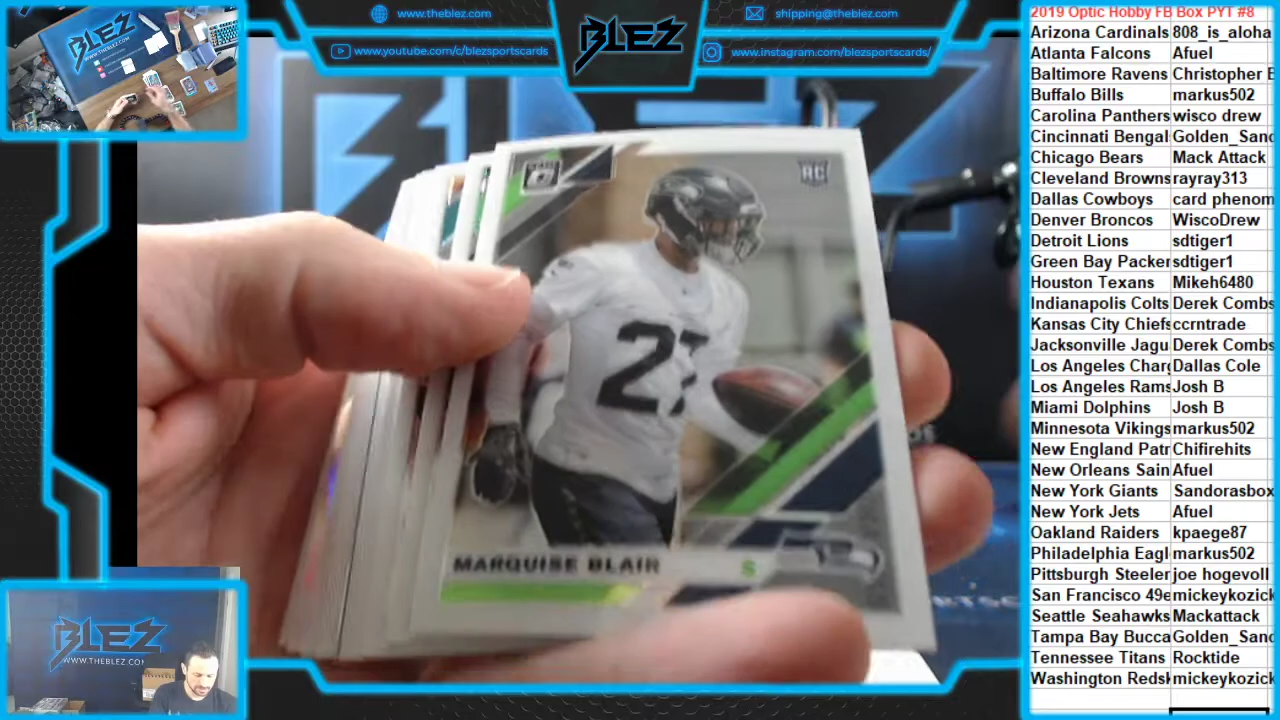 BLEZ
WWW.THEBLEZ.COM
www.theblez.com
www.youtube.com/c/blezsportscards
BLEZ
shipping@theblez.com
www.instagram.com/blezsportscards/
RC
27
MARQUISE BLAIR S
BLEZ
WWW.THEBLEZ.COM
2019 Optic Hobby FB Box PYT #8
Arizona Cardinals 808_is_aloha
Atlanta Falcons Afuel
Baltimore Ravens Christopher B
Buffalo Bills markus502
Carolina Panthers wisco drew
Cincinnati Bengal Golden_Sand
Chicago Bears Mack Attack
Cleveland Browns rayray313
Dallas Cowboys card phenom
Denver Broncos WiscoDrew
Detroit Lions sdtiger1
Green Bay Packer sdtiger1
Houston Texans Mikeh6480
Indianapolis Colts Derek Combs
Kansas City Chiefs ccrntrade
Jacksonville Jagu Derek Combs
Los Angeles Charg Dallas Cole
Los Angeles Rams Josh B
Miami Dolphins Josh B
Minnesota Vikings markus502
New England Patr Chifirehits
New Orleans Sain Afuel
New York Giants Sandorasbox
New York Jets Afuel
Oakland Raiders kpaege87
Philadelphia Eagl markus502
Pittsburgh Steeler joe hogevoll
San Francisco 49e mickeykozick
Seattle Seahawks Mackattack
Tampa Bay Bucca Golden_Sand
Tennessee Titans Rocktide
Washington Redsk mickeykozick